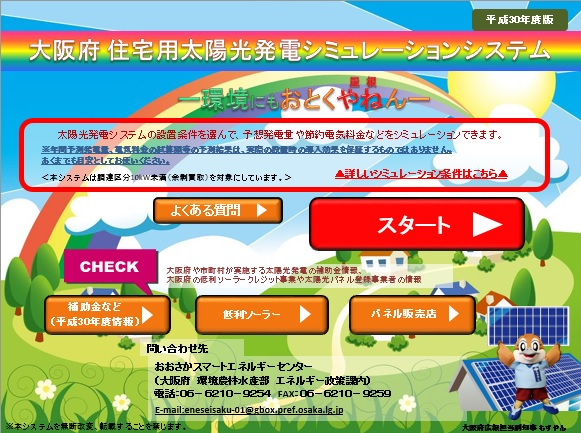 平成30年度版
大阪府 住宅用太陽光発電シミュレーションシステム
屋根
ー環境にもおとくやねんー
太陽光発電システムの設置条件を選んで、予想発電量や節約電気料金などをシミュレーションできます。
※年間予測発電量、電気料金の試算額等の予測結果は、実際の設置時の導入効果を保証するものではありません。
あくまでも目安としてお使いください。
＜本システムは調達区分10kW未満（余剰買取）を対象にしています。＞
▲詳しいシミュレーション条件はこちら▲
よくある質問
スタート
CHECK
大阪府や市町村が実施する太陽光発電の補助金情報、
大阪府の低利ソーラークレジット事業や太陽光パネル登録事業者の情報
補助金など
（平成30年度情報）
低利ソーラー
パネル販売店
問い合わせ先
おおさかスマートエネルギーセンター
（大阪府 環境農林水産部 エネルギー政策課内）
電話：06－6210－9254 FAX：06－6210－9259
E-mail:eneseisaku-01@gbox.pref.osaka.lg.jp
※本システムを無断改変、転載することを禁じます。
大阪府広報担当副知事 もずやん